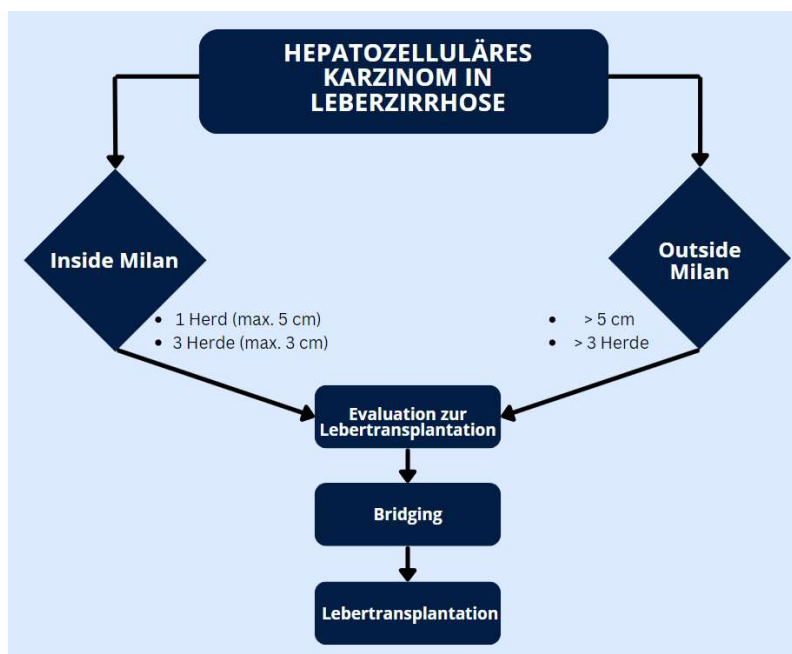 HEPATOZELLULÄRES
KARZINOM IN
LEBERZIRRHOSE
Inside Milan
• 1 Herd (max. 5 cm)
• 3 Herde (max. 3 cm)
Outside
Milan
• > 5 cm
• > 3 Herde
Evaluation zur
Lebertransplantation
Bridging
Lebertransplantation